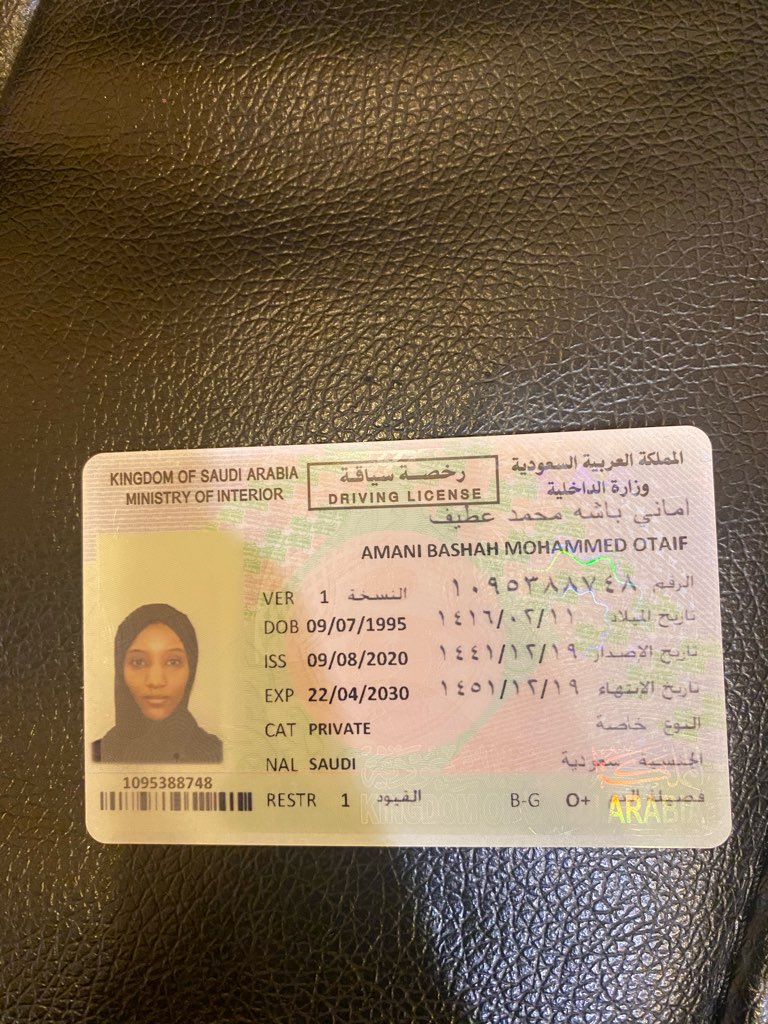 KINGDOM OF SAUDI ARABIA
MINISTRY OF INTERIOR
رخصة سياقة
DRIVING LICENSE
المملكة العربية السعودية
وزارة الداخلية
اماني باشه محمد عطيف
AMANI BASHAH MOHAMMED OTAIF
الرقم ١٠٩٥٣٨٨٧٤٨
VER 1 النسخة
DOB 09/07/1995 تاريخ الميلاد ١٤١٦/٠٢/١١
ISS 09/08/2020 تاريخ الاصدار ١٤٤١/١٢/١٩
EXP 22/04/2030 تاريخ الإنتهاء ١٤٥١/١٢/١٩
CAT PRIVATE النوع خاصة
NAL SAUDI الجنسية سعودية
1095388748
RESTR 1 القيود B-G O+ فصيلة
KINGDOM OF ARABIA